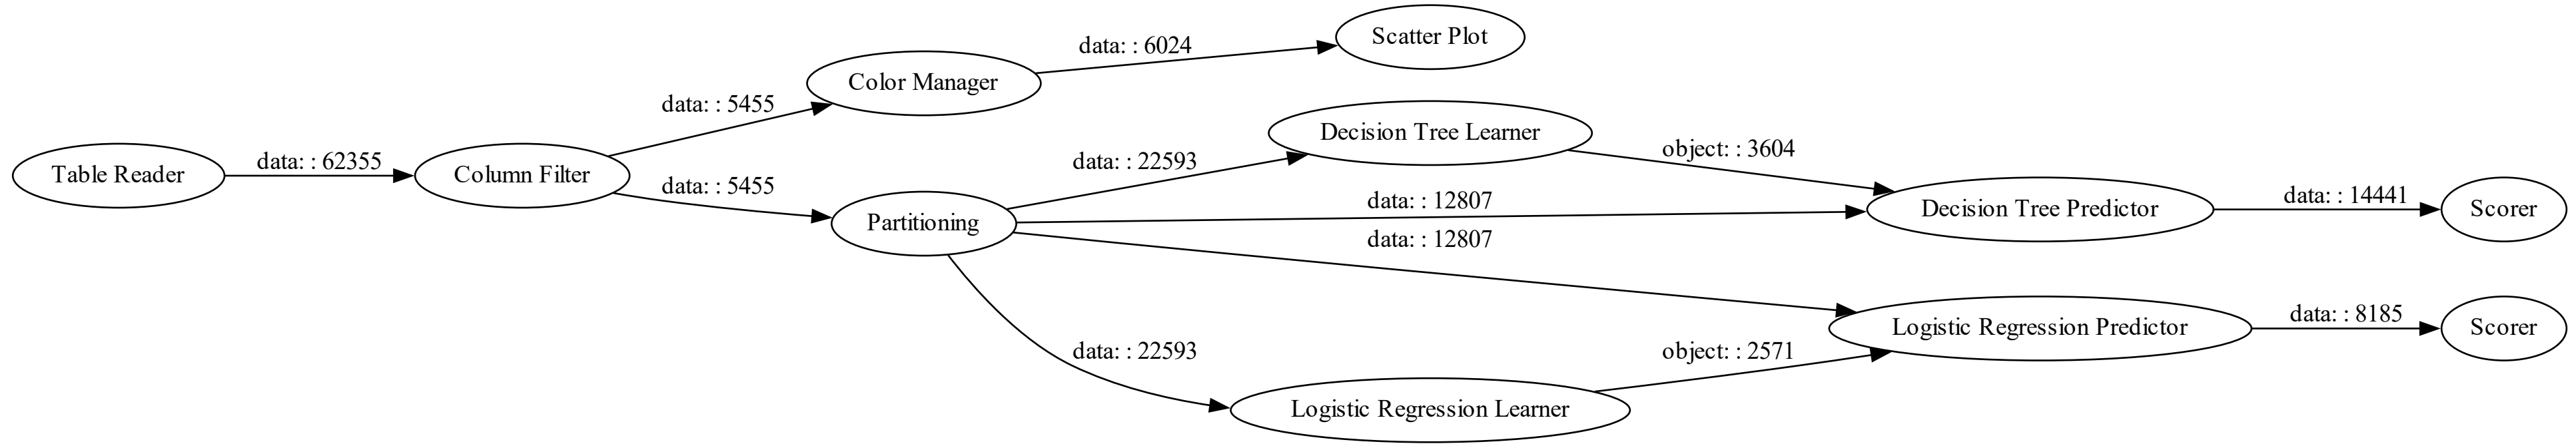 Table Reader
data: : 62355
Column Filter
data: : 5455
Color Manager
data: : 6024
Scatter Plot
data: : 5455
Partitioning
data: : 22593
Decision Tree Learner
object: : 3604
data: : 12807
Decision Tree Predictor
data: : 14441
Scorer
data: : 12807
Logistic Regression Predictor
data: : 8185
Scorer
data: : 22593
Logistic Regression Learner
object: : 2571